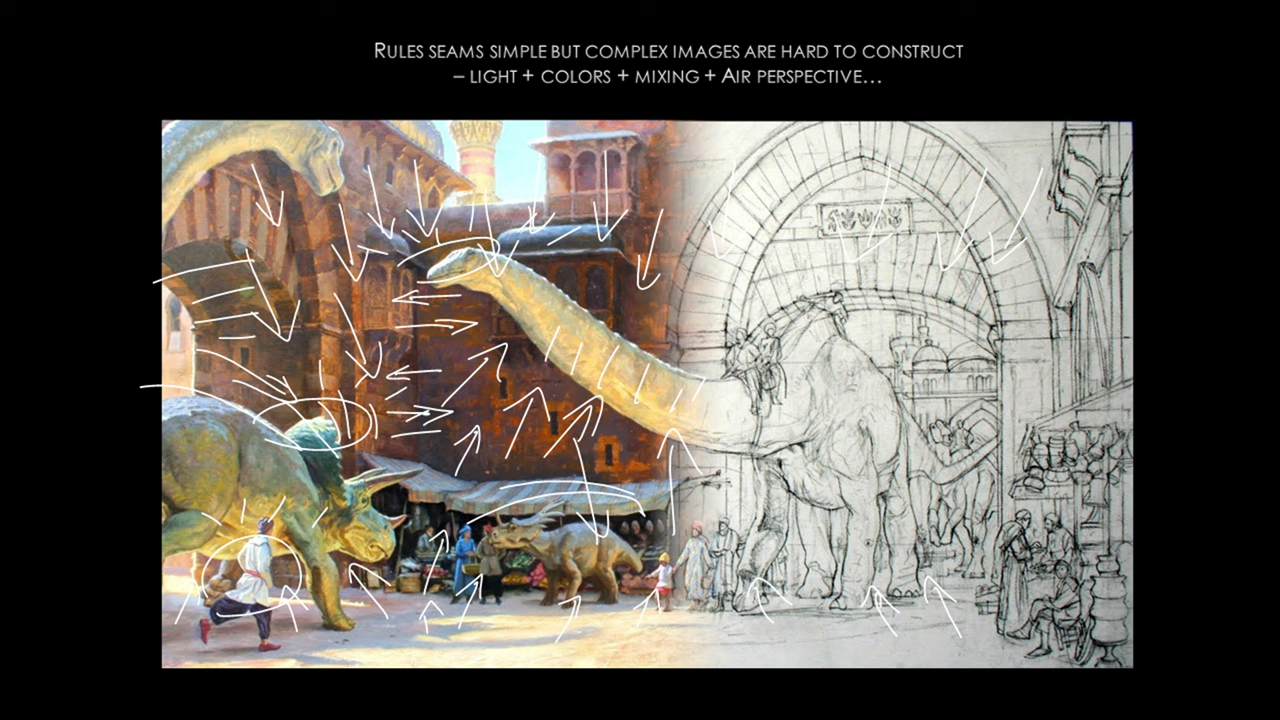 RULES SEAMS SIMPLE BUT COMPLEX IMAGES ARE HARD TO CONSTRUCT
– LIGHT + COLORS + MIXING + AIR PERSPECTIVE…